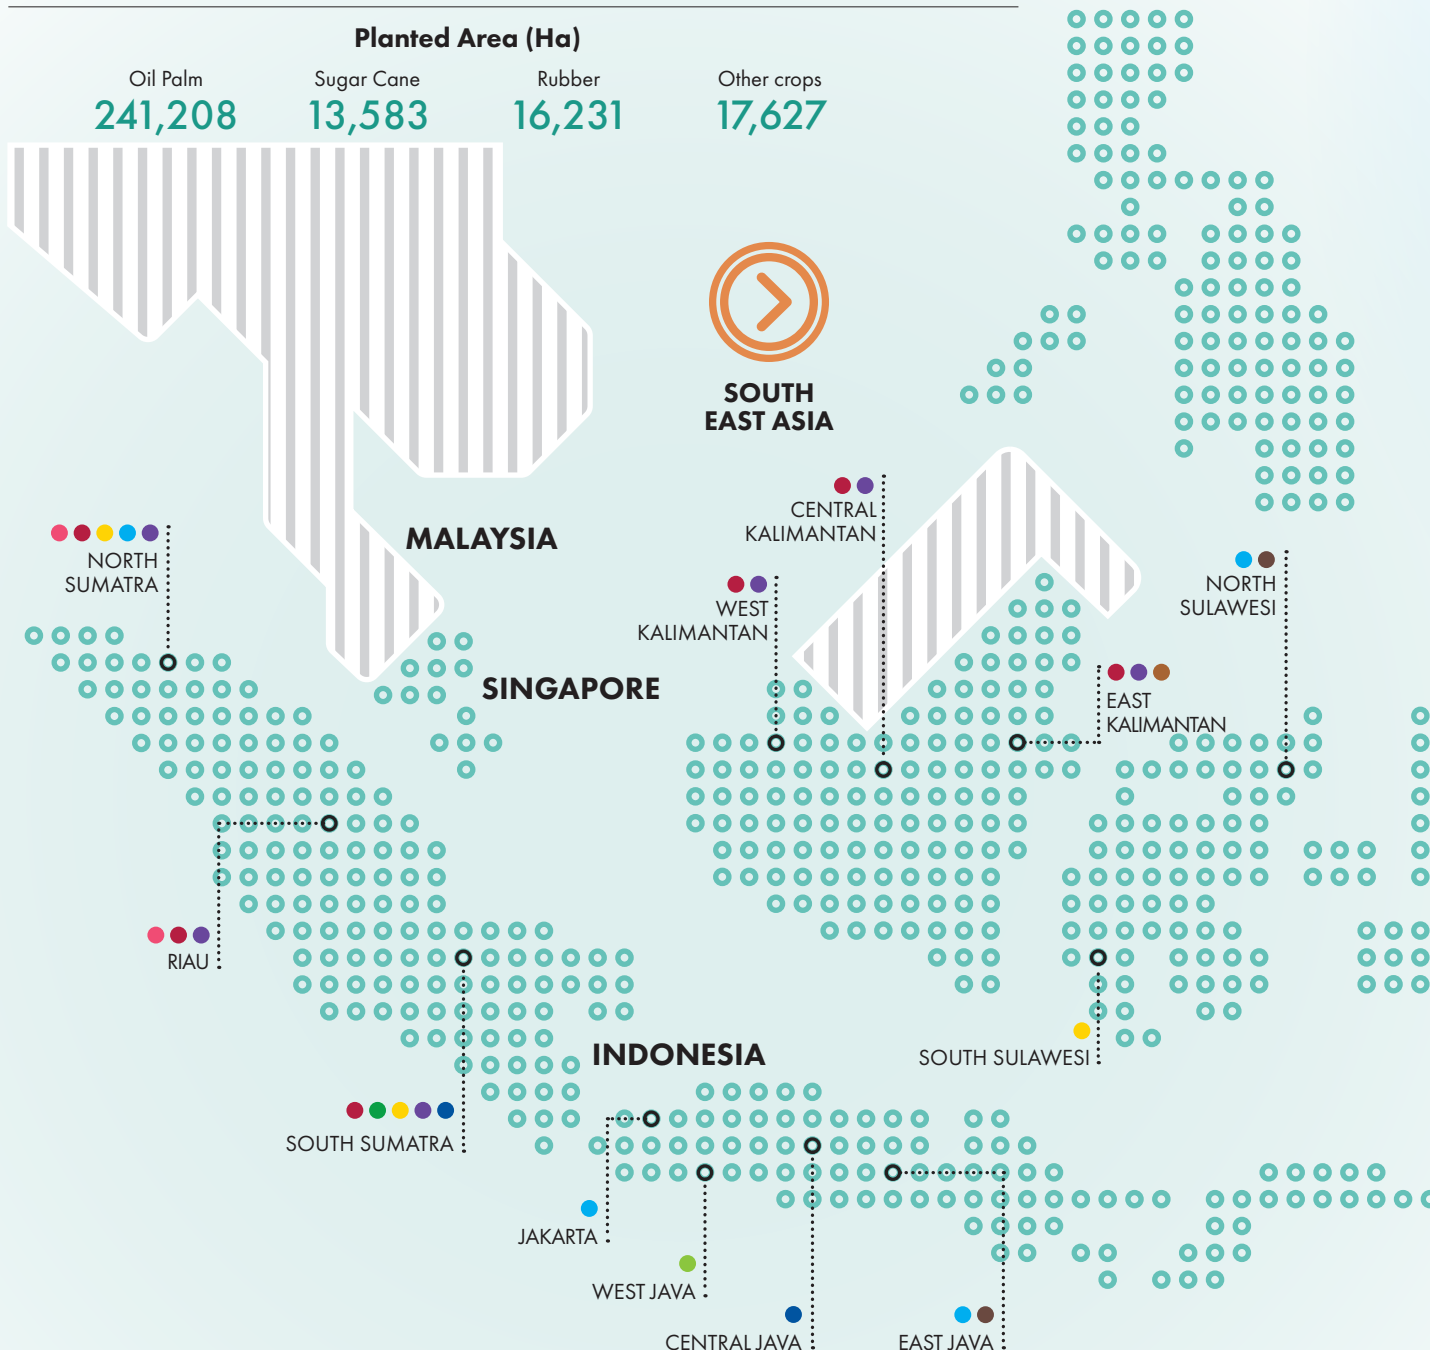 Planted Area (Ha)
Oil Palm
241,208
Sugar Cane
13,583
Rubber
16,231
Other crops
17,627
SOUTH
EAST ASIA
CENTRAL
KALIMANTAN
MALAYSIA
NORTH
SUMATRA
WEST
KALIMANTAN
NORTH
SULAWESI
SINGAPORE
EAST
KALIMANTAN
RIAU
INDONESIA
SOUTH SULAWESI
SOUTH SUMATRA
JAKARTA
WEST JAVA
CENTRAL JAVA
EAST JAVA